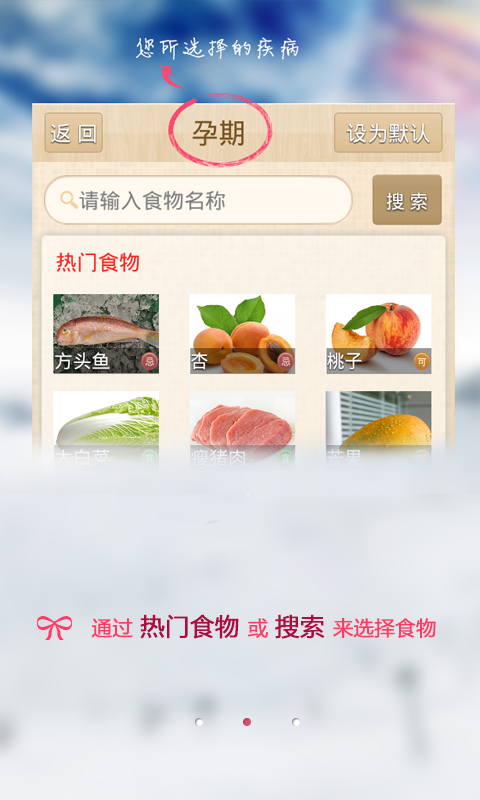 您所选择的疾病
返回
孕期
设为默认
请输入食物名称
搜索
热门食物
方头鱼 忌
杏 忌
桃子 可
大白菜
瘦猪肉
芒果
通过 热门食物 或 搜索 来选择食物